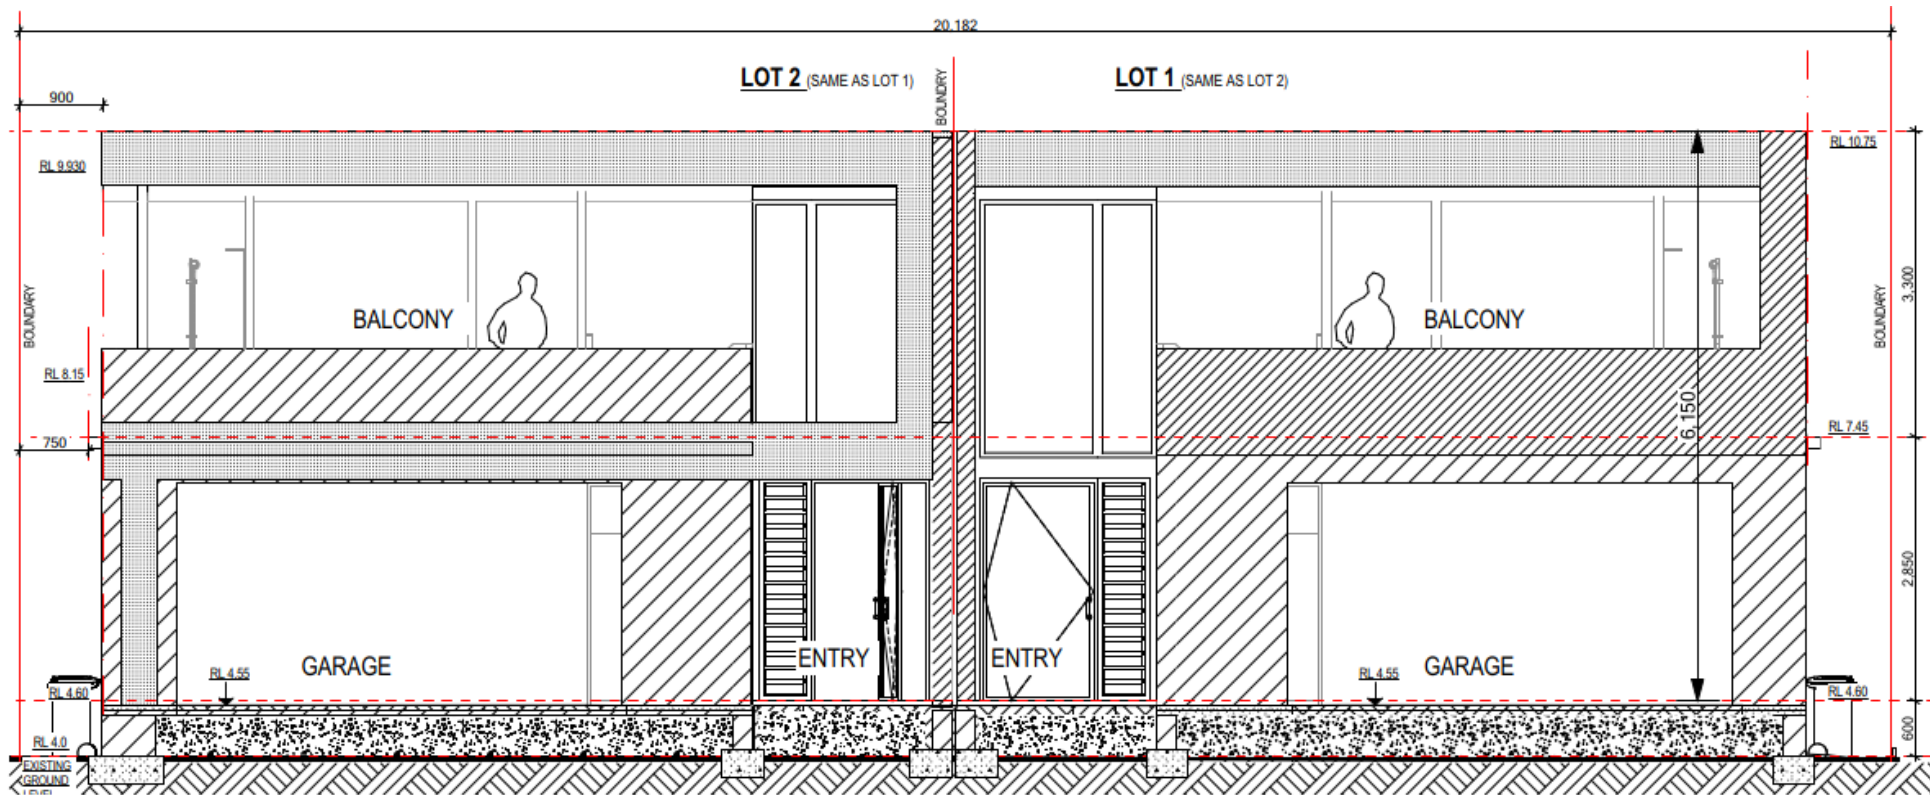 20.182
LOT 2 (SAME AS LOT 1)
BOUNDRY
LOT 1 (SAME AS LOT 2)
900
RL 9.930
RL 10.75
BOUNDARY
BALCONY
BALCONY
BOUNDARY
3.300
RL 8.15
6.150
750
RL 7.45
2.850
GARAGE
RL 4.55
ENTRY
ENTRY
RL 4.55
GARAGE
RL 4.60
RL 4.60
RL 4.0
600
EXISTING
GROUND
LEVEL